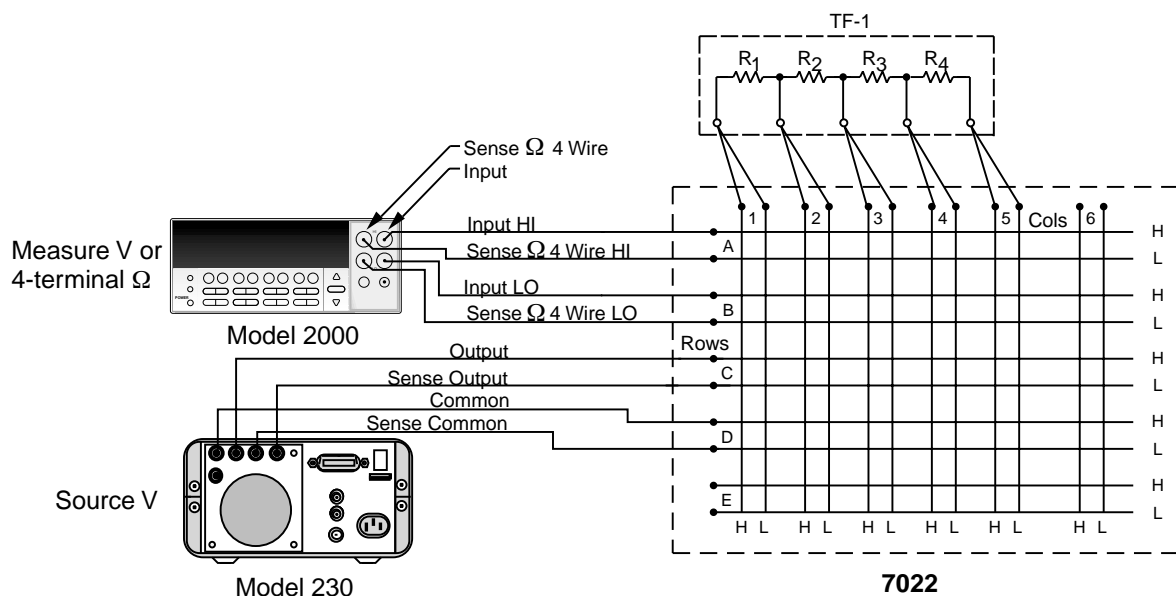 TF-1
R1 R2 R3 R4
Sense Ω 4 Wire
Input
1 2 3 4 5 Cols 6
Input HI
H
Measure V or
4-terminal Ω
A
Sense Ω 4 Wire HI
L
Input LO
H
POWER
B
Sense Ω 4 Wire LO
L
Model 2000
Rows
Output
H
C
Sense Output
L
Common
H
Sense Common
D
L
Source V
H
E
L
H L H L H L H L H L H L
Model 230
7022